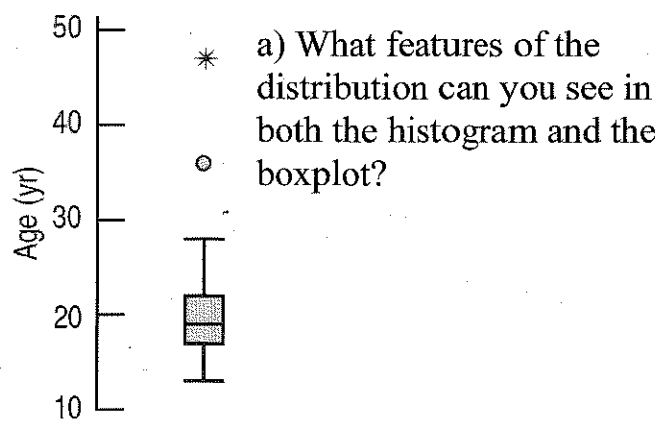 50
40
30
20
10
Age (yr)
a) What features of the
distribution can you see in
both the histogram and the
boxplot?